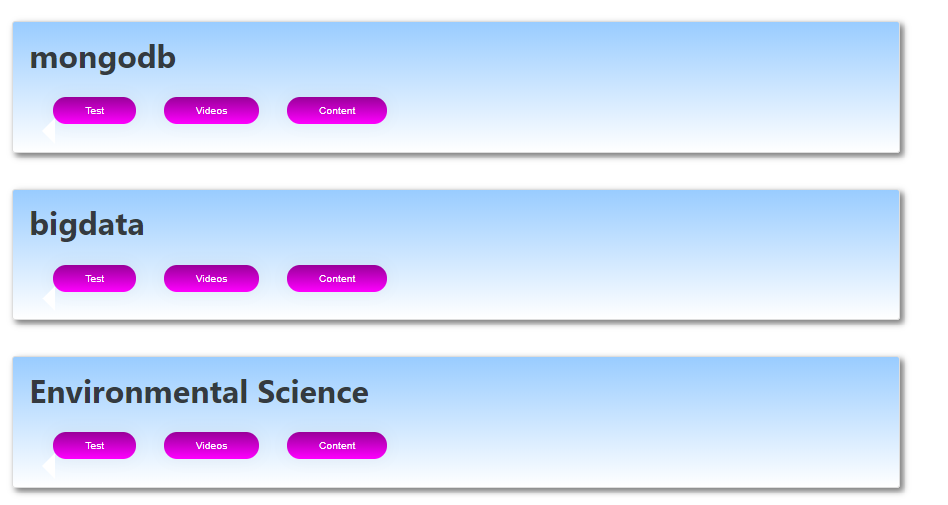 mongodb
Test Videos Content
bigdata
Test Videos Content
Environmental Science
Test Videos Content